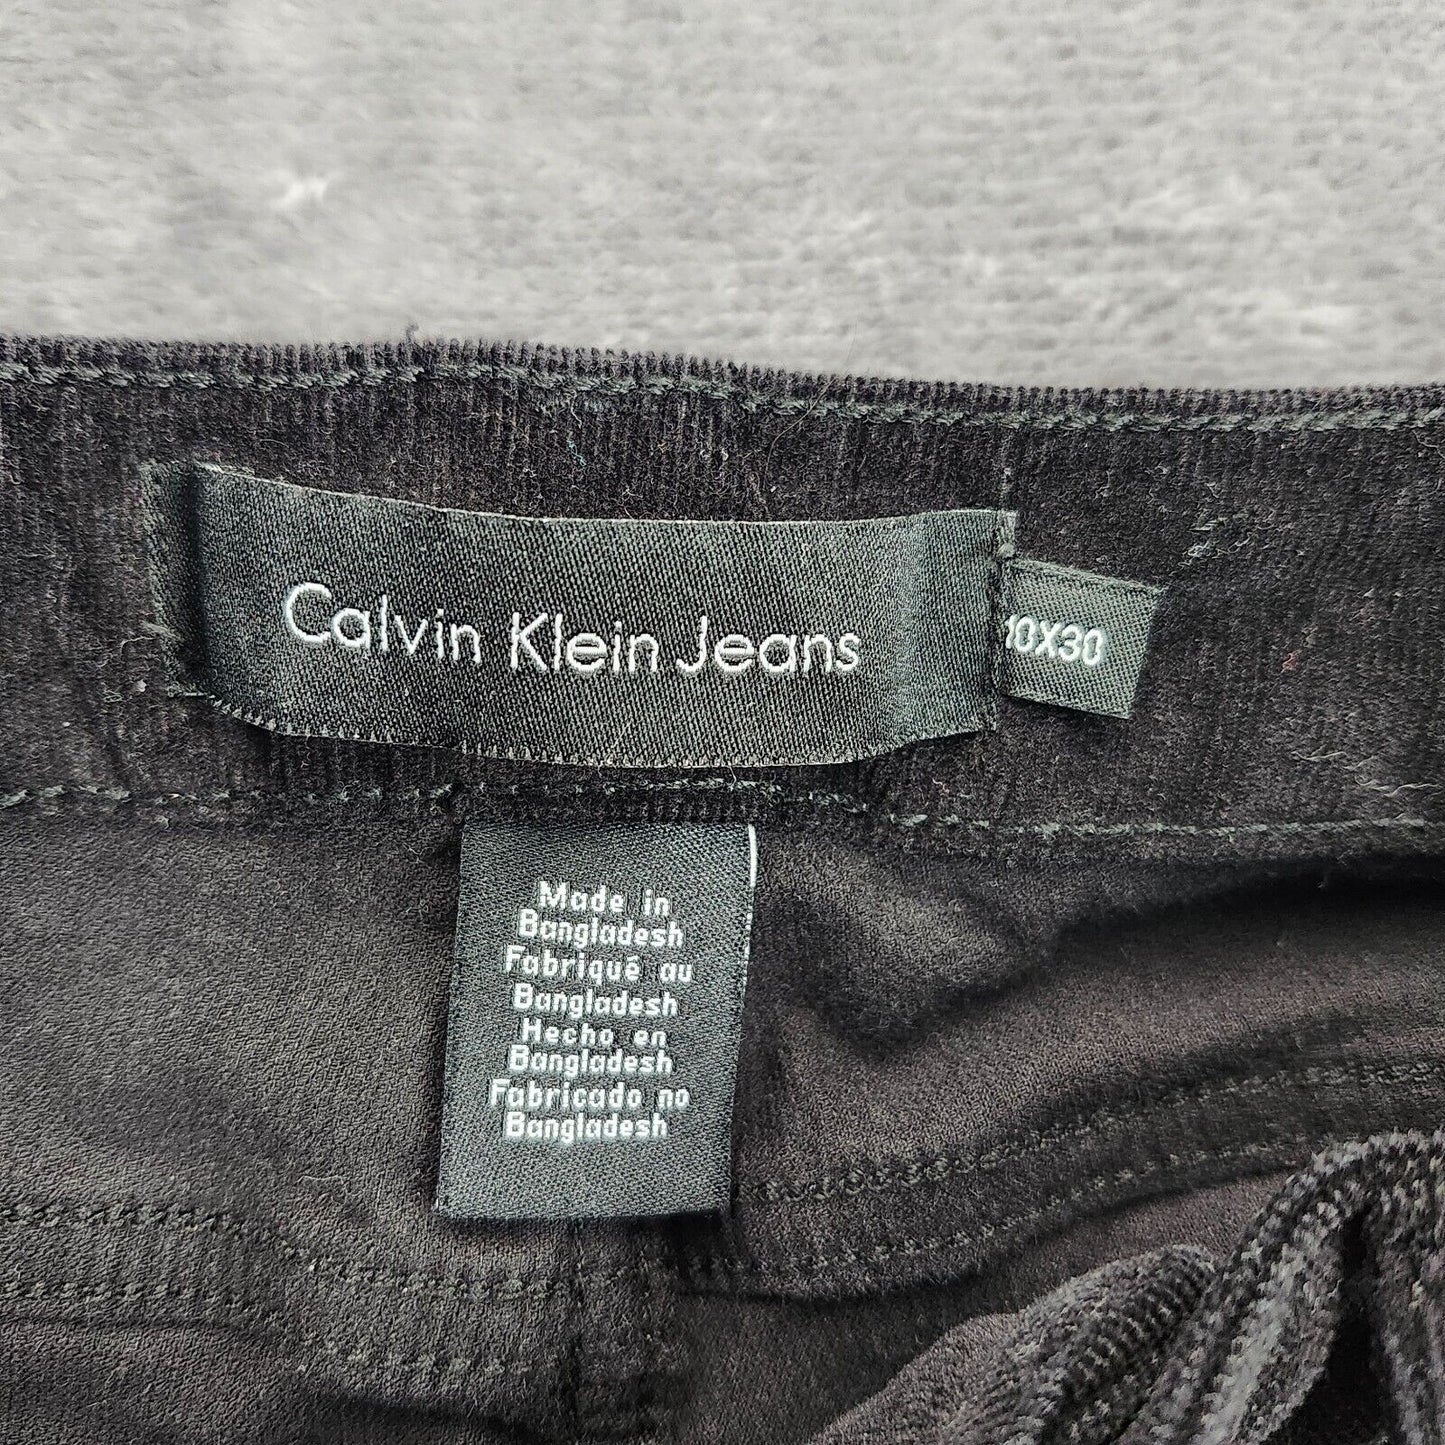 Calvin Klein Jeans
10X30
Made in
Bangladesh
Fabriqué au
Bangladesh
Hecho en
Bangladesh
Fabricado no
Bangladesh